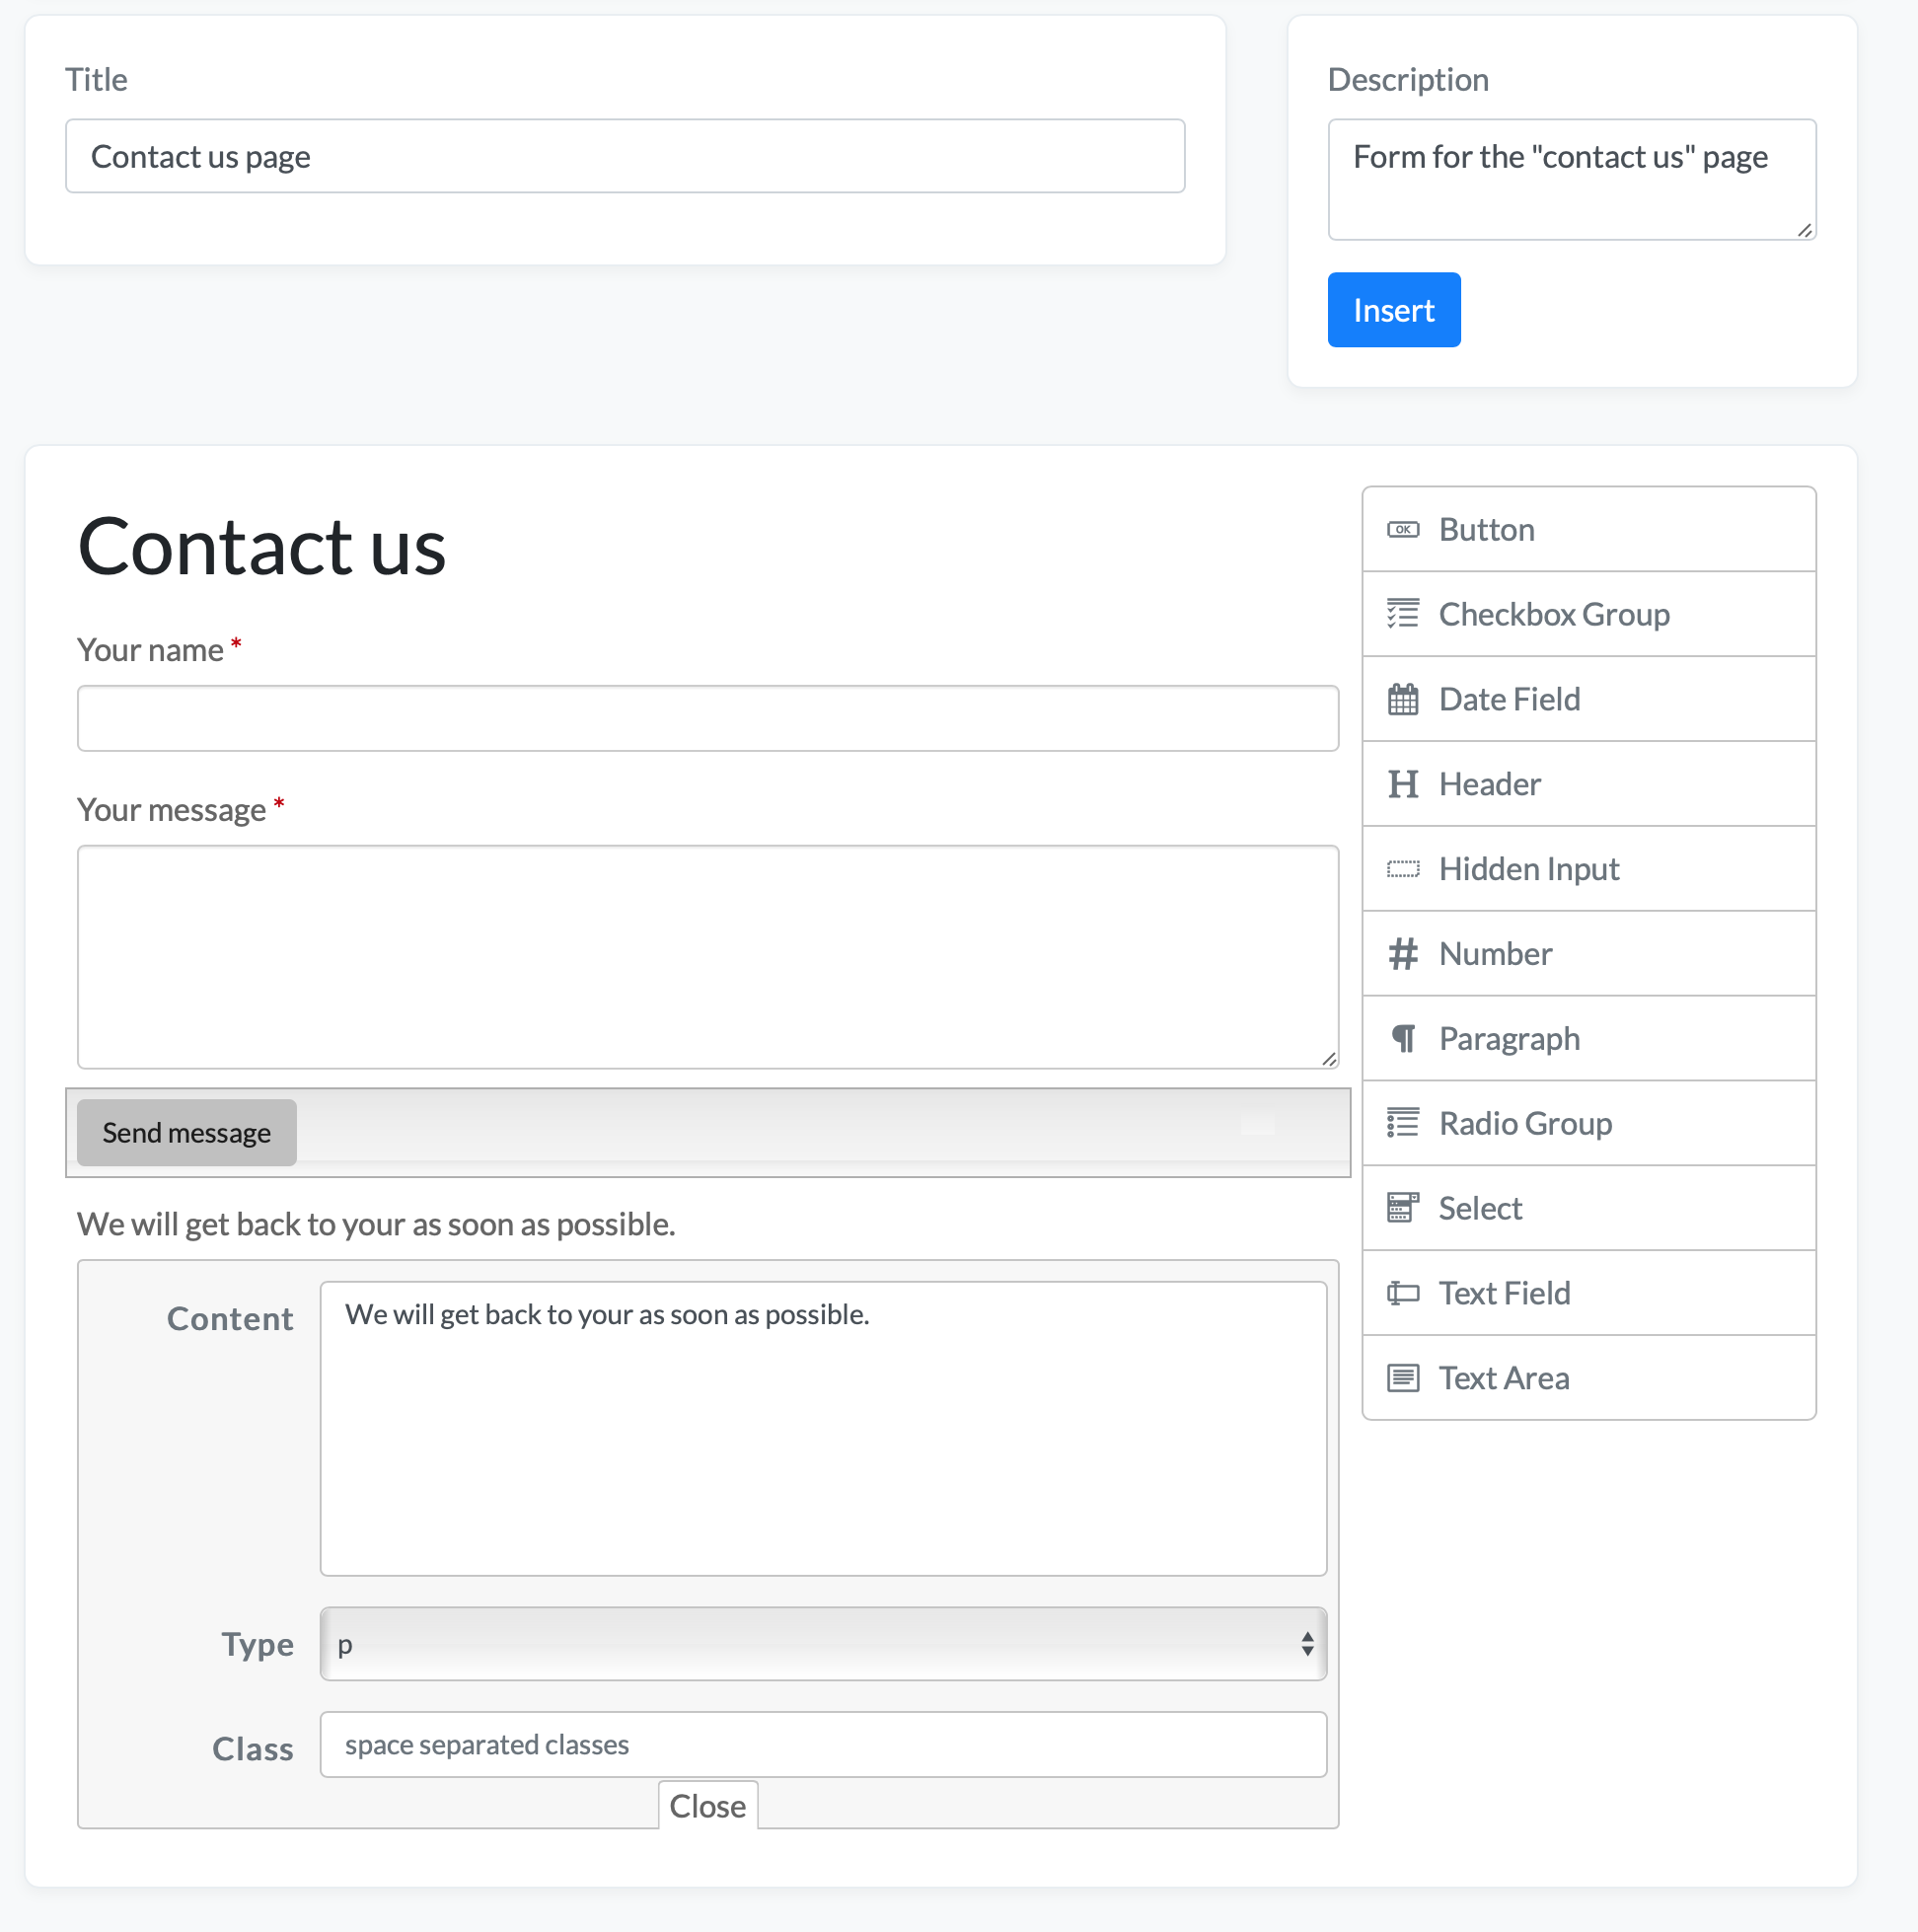 Title
Contact us page
Description
Form for the "contact us" page
Insert
Contact us
Your name *
Your message *
Send message
We will get back to your as soon as possible.
Content
We will get back to your as soon as possible.
Type
p
Class
space separated classes
Close
OK Button
Checkbox Group
Date Field
H Header
Hidden Input
# Number
¶ Paragraph
Radio Group
Select
Text Field
Text Area